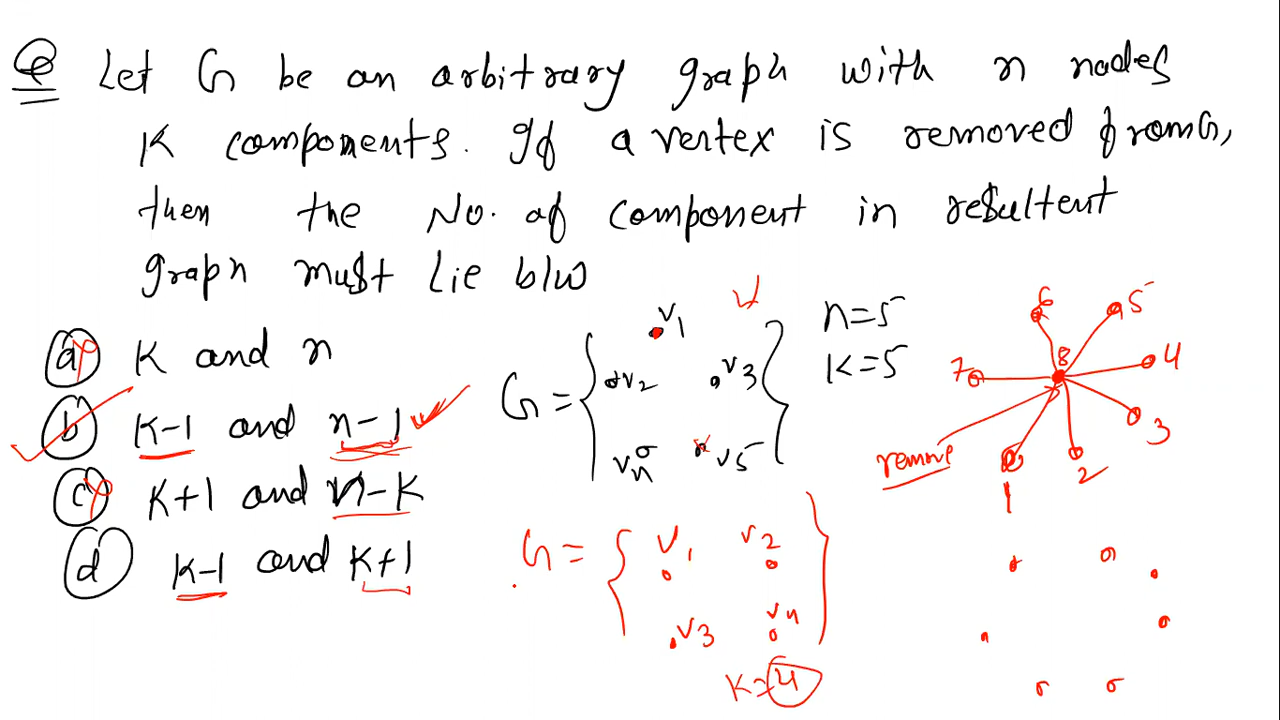 Q Let G be an arbitrary graph with n nodes
K components. If a vertex is removed from G,
then the No. of component in resultent
graph must lie b/w
(a) K and n
(b) K-1 and n-1
(c) K+1 and n-K
(d) K-1 and K+1
G = { v1 v2 v3 v4 v5 }
n=5
K=5
G = { v1 v2 v3 v4 }
K=4
6 5
7 8 4
3
remove
1 2